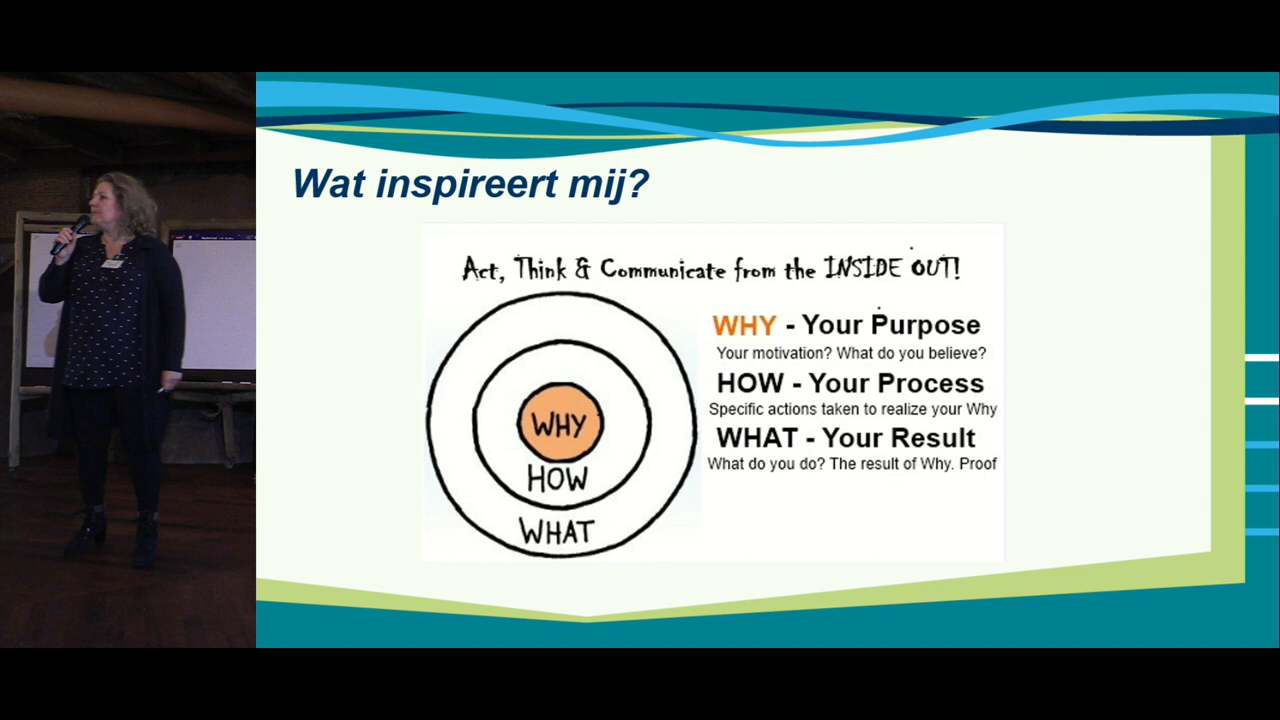 Wat inspireert mij?
Act, Think & Communicate from the INSIDE OUT!
WHY - Your Purpose
Your motivation? What do you believe?
HOW - Your Process
Specific actions taken to realize your Why
WHAT - Your Result
What do you do? The result of Why. Proof
WHY
HOW
WHAT